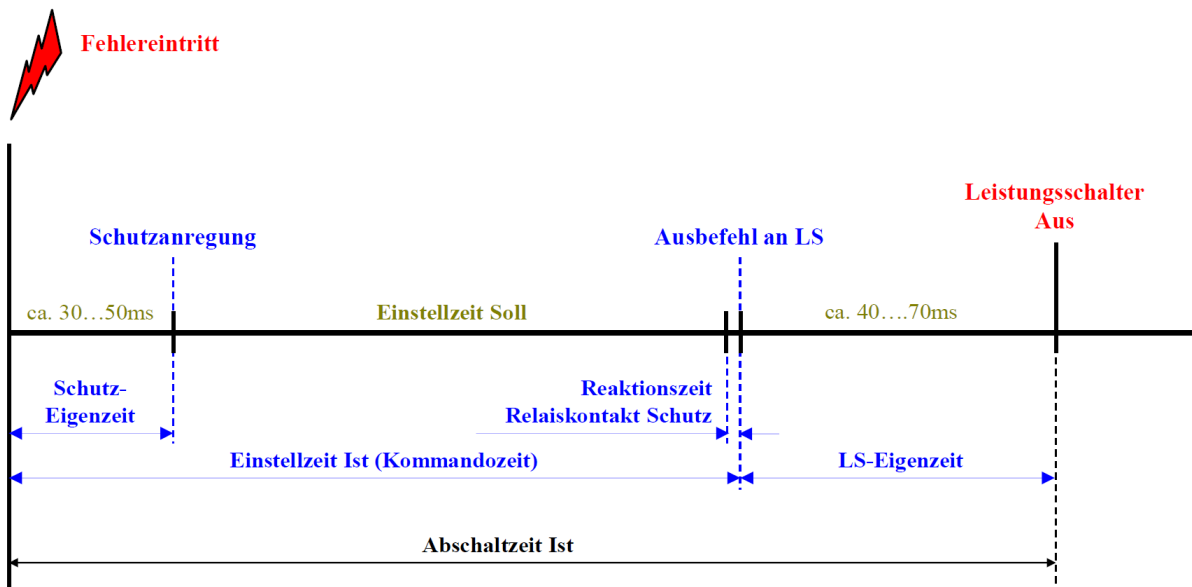 Fehlereintritt
Leistungsschalter
Aus
Schutzanregung
Ausbefehl an LS
ca. 30…50ms
Einstellzeit Soll
ca. 40….70ms
Schutz-
Eigenzeit
Reaktionszeit
Relaiskontakt Schutz
Einstellzeit Ist (Kommandozeit)
LS-Eigenzeit
Abschaltzeit Ist